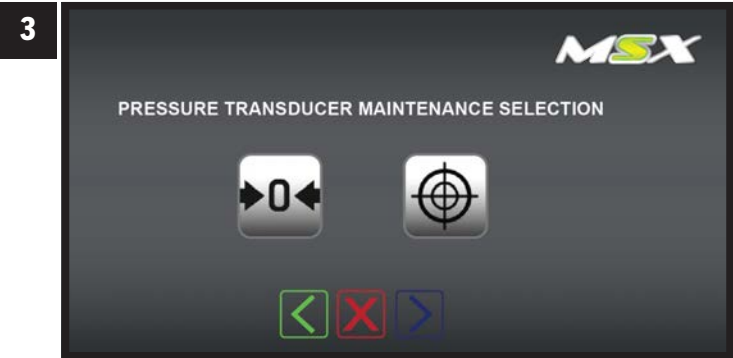 3
MSX
PRESSURE TRANSDUCER MAINTENANCE SELECTION
0
X